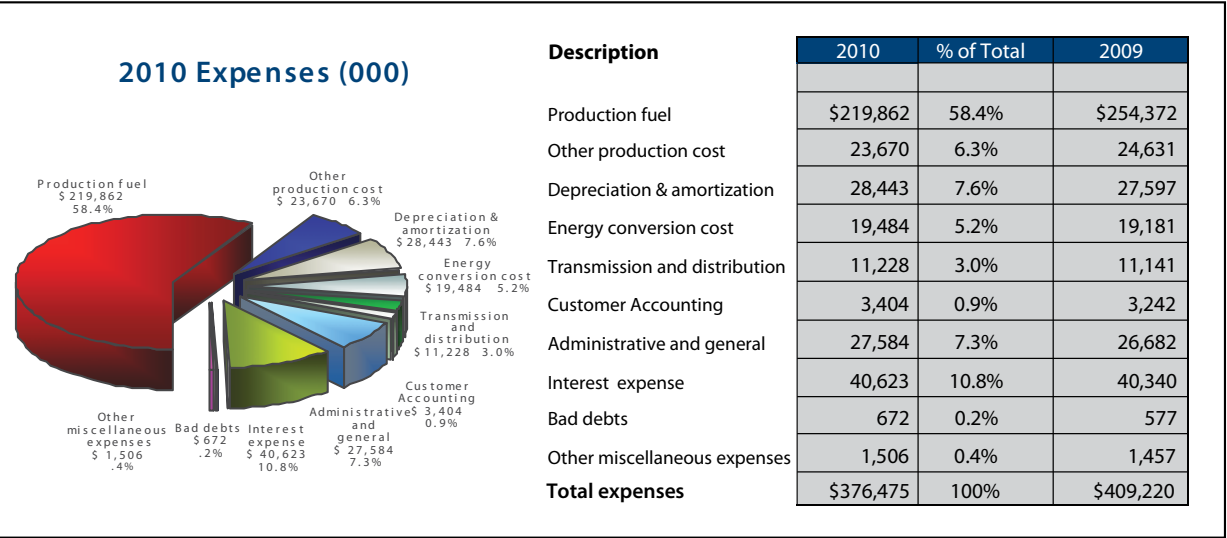 2010 Expenses (000)
Production fuel
$ 219,862
58.4%
Other
production cost
$ 23,670 6.3%
Depreciation &
amortization
$ 28,443 7.6%
Energy
conversion cost
$ 19,484 5.2%
Transmission
and
distribution
$ 11,228 3.0%
Customer
Accounting
$ 3,404
0.9%
Administrative
and
general
$ 27,584
7.3%
Interest
expense
$ 40,623
10.8%
Bad debts
$ 672
.2%
Other
miscellaneous
expenses
$ 1,506
.4%
Description 2010 % of Total 2009
Production fuel $219,862 58.4% $254,372
Other production cost 23,670 6.3% 24,631
Depreciation & amortization 28,443 7.6% 27,597
Energy conversion cost 19,484 5.2% 19,181
Transmission and distribution 11,228 3.0% 11,141
Customer Accounting 3,404 0.9% 3,242
Administrative and general 27,584 7.3% 26,682
Interest expense 40,623 10.8% 40,340
Bad debts 672 0.2% 577
Other miscellaneous expenses 1,506 0.4% 1,457
Total expenses $376,475 100% $409,220